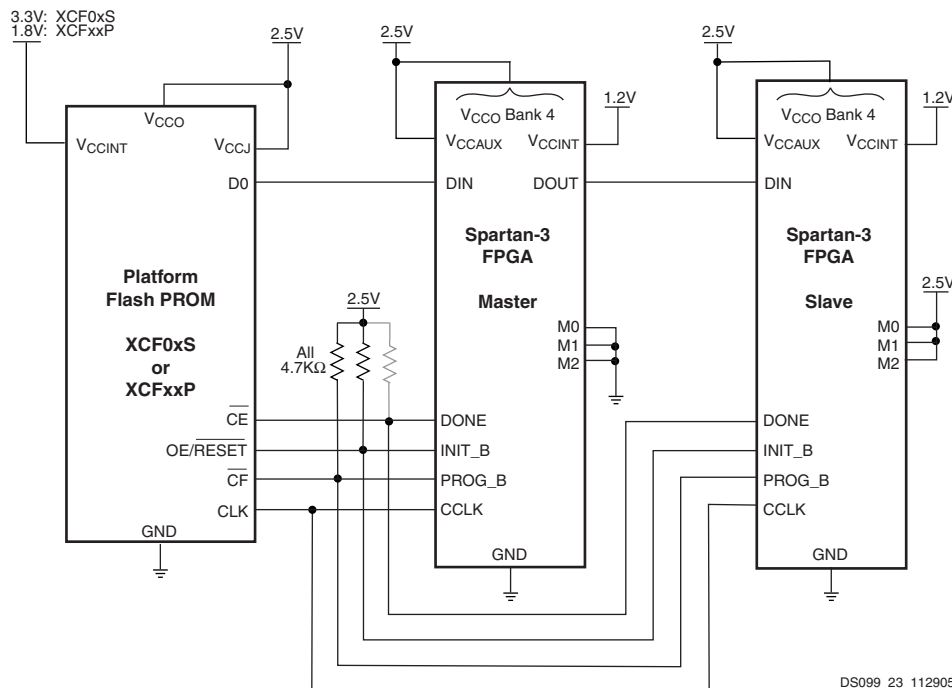 3.3V: XCF0xS
1.8V: XCFxxP
2.5V
VCCO
VCCINT
VCCJ
D0
Platform
Flash PROM
XCF0xS
or
XCFxxP
CE
OE/RESET
CF
CLK
GND
2.5V
All
4.7KΩ
2.5V
VCCO Bank 4
1.2V
VCCAUX
VCCINT
DIN
DOUT
Spartan-3
FPGA
Master
M0
M1
M2
DONE
INIT_B
PROG_B
CCLK
GND
2.5V
VCCO Bank 4
1.2V
VCCAUX
VCCINT
DIN
Spartan-3
FPGA
2.5V
Slave
M0
M1
M2
DONE
INIT_B
PROG_B
CCLK
GND
DS099_23_112905